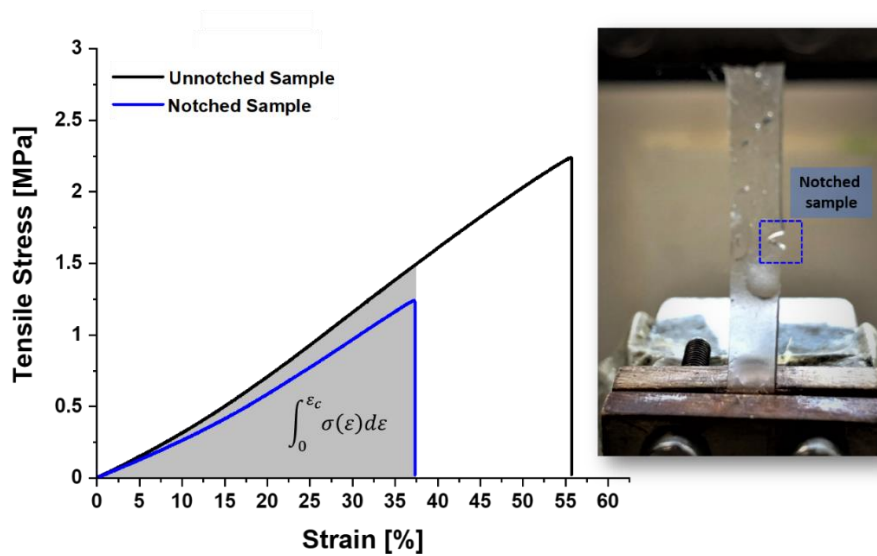 3
2.5
2
1.5
1
0.5
0
Tensile Stress [MPa]
Unnotched Sample
Notched Sample
∫₀^εc σ(ε)dε
0 5 10 15 20 25 30 35 40 45 50 55 60
Strain [%]
Notched
sample